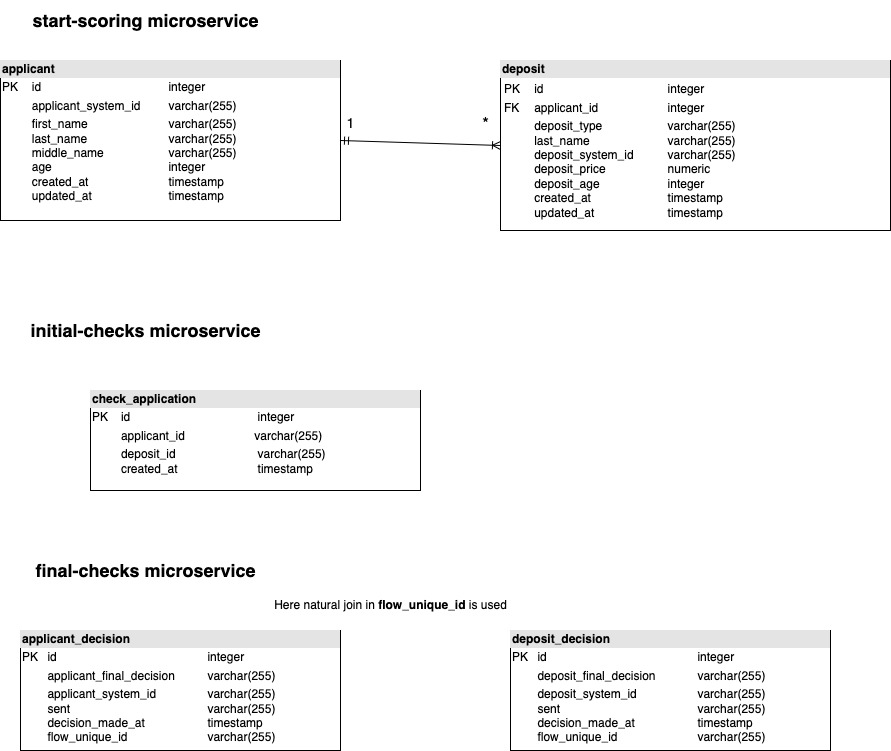 start-scoring microservice
applicant
PK id integer
applicant_system_id varchar(255)
first_name varchar(255)
last_name varchar(255)
middle_name varchar(255)
age integer
created_at timestamp
updated_at timestamp
1 *
deposit
PK id integer
FK applicant_id integer
deposit_type varchar(255)
last_name varchar(255)
deposit_system_id varchar(255)
deposit_price numeric
deposit_age integer
created_at timestamp
updated_at timestamp
initial-checks microservice
check_application
PK id integer
applicant_id varchar(255)
deposit_id varchar(255)
created_at timestamp
final-checks microservice
Here natural join in flow_unique_id is used
applicant_decision
PK id integer
applicant_final_decision varchar(255)
applicant_system_id varchar(255)
sent varchar(255)
decision_made_at timestamp
flow_unique_id varchar(255)
deposit_decision
PK id integer
deposit_final_decision varchar(255)
deposit_system_id varchar(255)
sent varchar(255)
decision_made_at timestamp
flow_unique_id varchar(255)